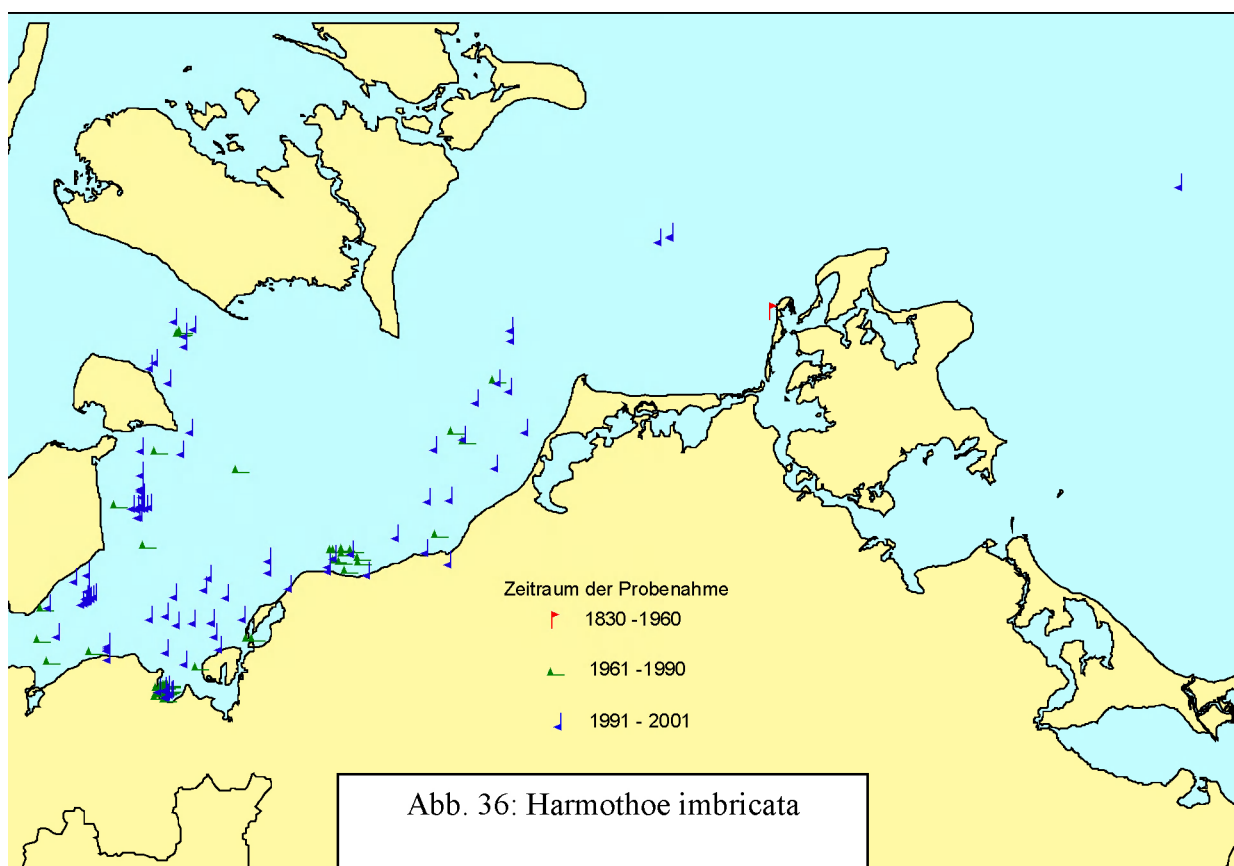 Zeitraum der Probenahme
1830 -1960
1961 -1990
1991 - 2001
Abb. 36: Harmothoe imbricata